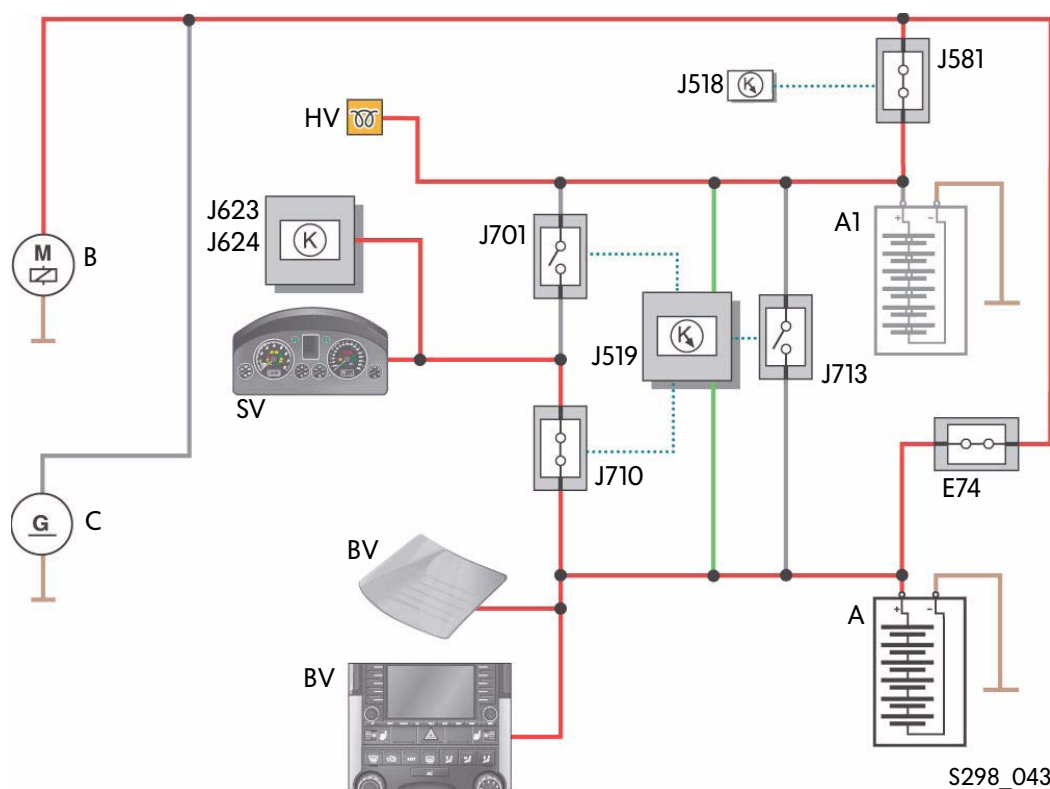 J581
J518
K
HV
A1
+ −
J623
J624
K
J701
M
B
K
J519
J713
SV
J710
E74
G
C
BV
A
+ −
BV
S298_043